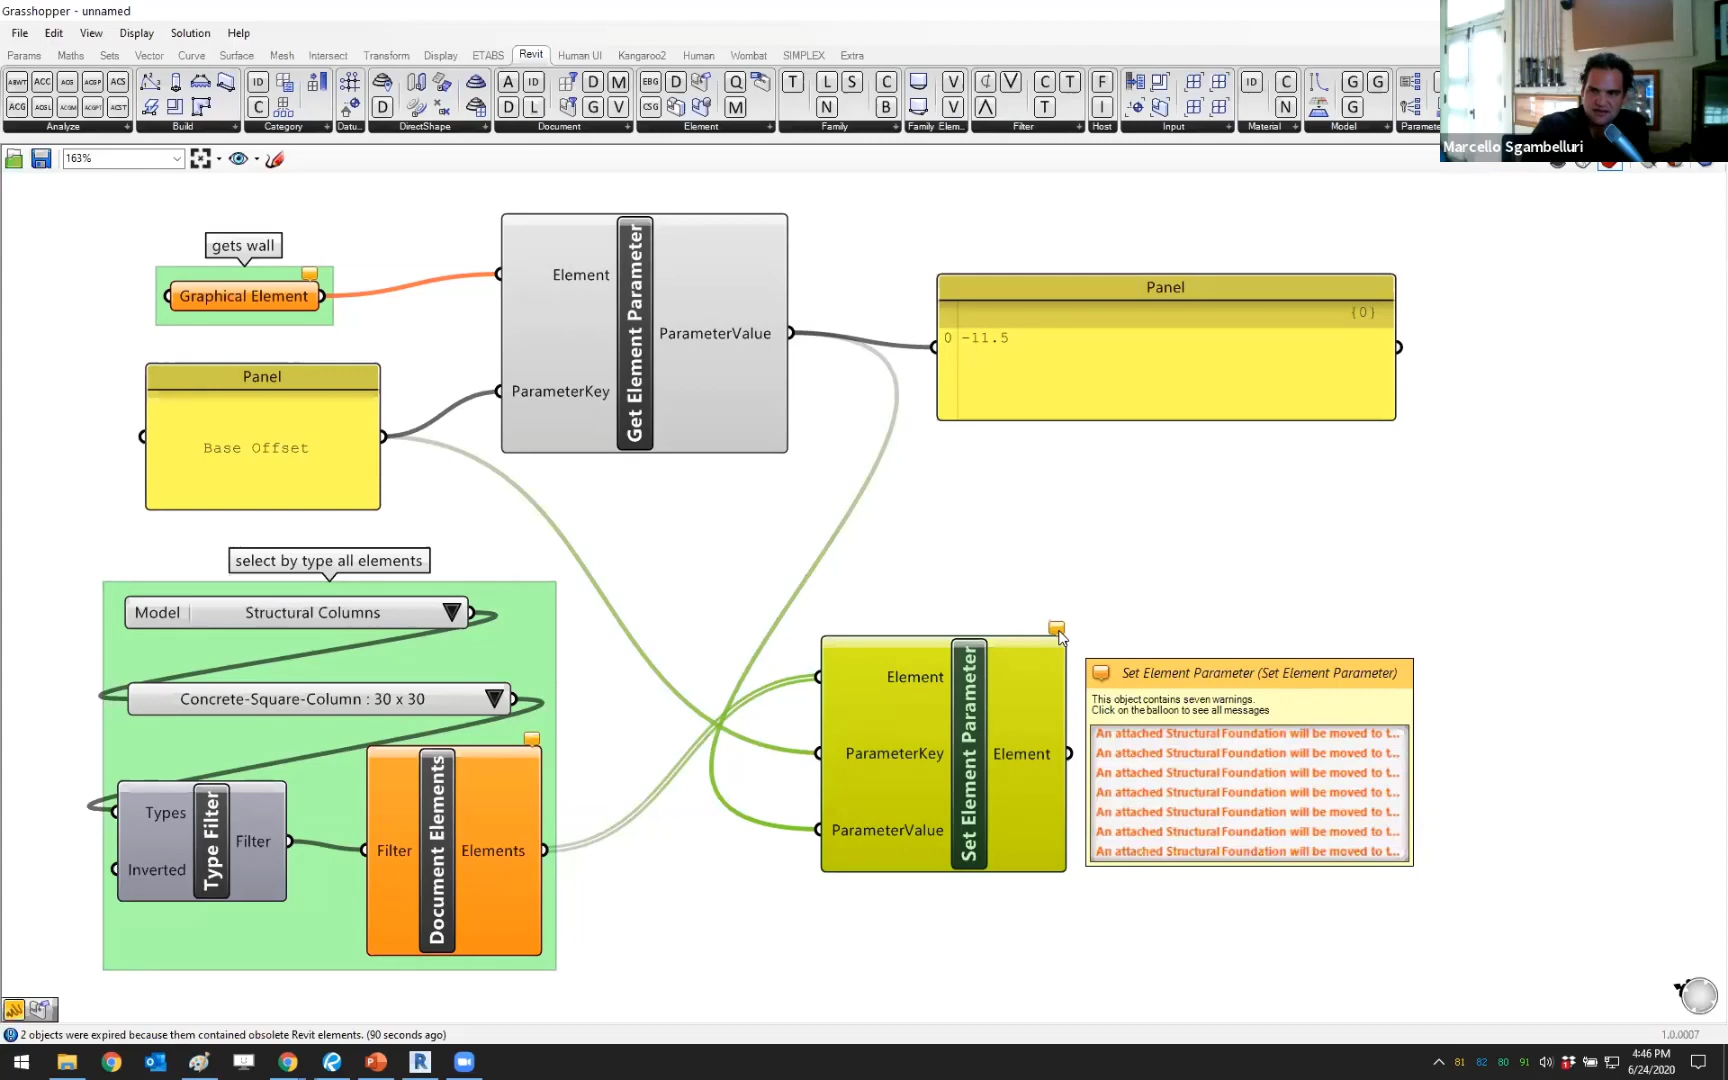 Grasshopper - unnamed
File Edit View Display Solution Help
Params Maths Sets Vector Curve Surface Mesh Intersect Transform Display ETABS Revit Human UI Kangaroo2 Human Wombat SIMPLEX Extra
Analyze Build Category Datu... DirectShape Document Element Family Family Elem... Filter Host Input Material Model Paramete
Marcello Sgambelluri
163%
gets wall
Graphical Element
Element
ParameterKey
Get Element Parameter
ParameterValue
Panel
{0}
0 -11.5
Panel
Base Offset
select by type all elements
Model Structural Columns
Concrete-Square-Column : 30 x 30
Types
Inverted
Type Filter
Filter
Filter
Document Elements
Elements
Element
ParameterKey
ParameterValue
Set Element Parameter
Element
Set Element Parameter (Set Element Parameter)
This object contains seven warnings.
Click on the balloon to see all messages
An attached Structural Foundation will be moved to t...
An attached Structural Foundation will be moved to t...
An attached Structural Foundation will be moved to t...
An attached Structural Foundation will be moved to t...
An attached Structural Foundation will be moved to t...
An attached Structural Foundation will be moved to t...
An attached Structural Foundation will be moved to t...
2 objects were expired because them contained obsolete Revit elements. (90 seconds ago)
1.0.0007
81 82 80 91
4:46 PM
6/24/2020